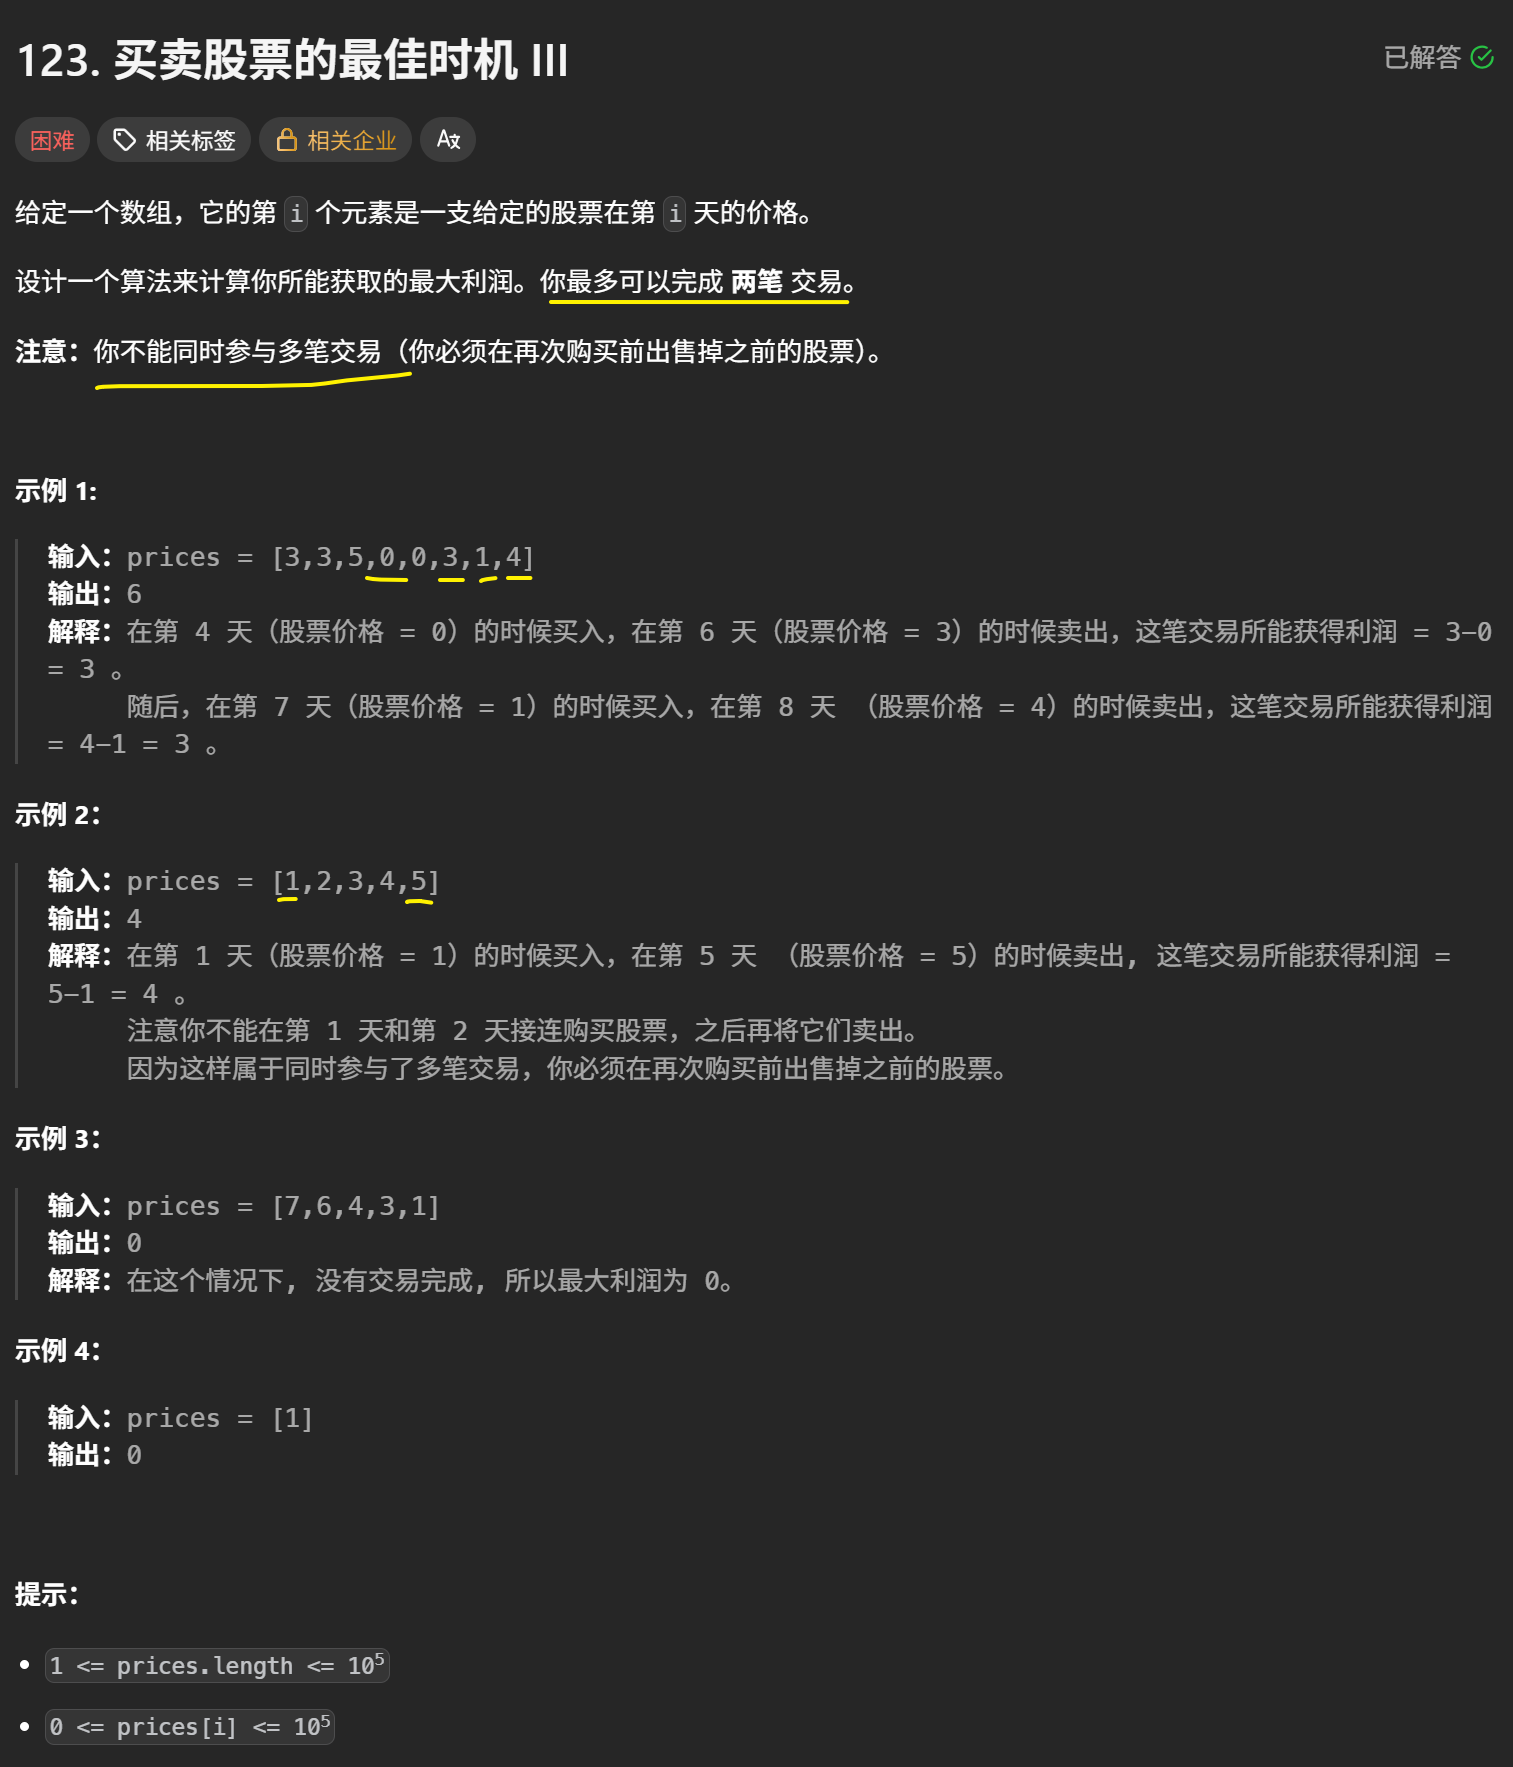 123. 买卖股票的最佳时机 III
已解答
困难 相关标签 相关企业
给定一个数组，它的第 i 个元素是一支给定的股票在第 i 天的价格。
设计一个算法来计算你所能获取的最大利润。你最多可以完成 两笔 交易。
注意：你不能同时参与多笔交易（你必须在再次购买前出售掉之前的股票）。
示例 1:
输入：prices = [3,3,5,0,0,3,1,4]
输出：6
解释：在第 4 天（股票价格 = 0）的时候买入，在第 6 天（股票价格 = 3）的时候卖出，这笔交易所能获得利润 = 3-0
= 3 。
随后，在第 7 天（股票价格 = 1）的时候买入，在第 8 天 （股票价格 = 4）的时候卖出，这笔交易所能获得利润
= 4-1 = 3 。
示例 2：
输入：prices = [1,2,3,4,5]
输出：4
解释：在第 1 天（股票价格 = 1）的时候买入，在第 5 天 （股票价格 = 5）的时候卖出, 这笔交易所能获得利润 =
5-1 = 4 。
注意你不能在第 1 天和第 2 天接连购买股票，之后再将它们卖出。
因为这样属于同时参与了多笔交易，你必须在再次购买前出售掉之前的股票。
示例 3：
输入：prices = [7,6,4,3,1]
输出：0
解释：在这个情况下, 没有交易完成, 所以最大利润为 0。
示例 4：
输入：prices = [1]
输出：0
提示：
• 1 <= prices.length <= 10⁵
• 0 <= prices[i] <= 10⁵